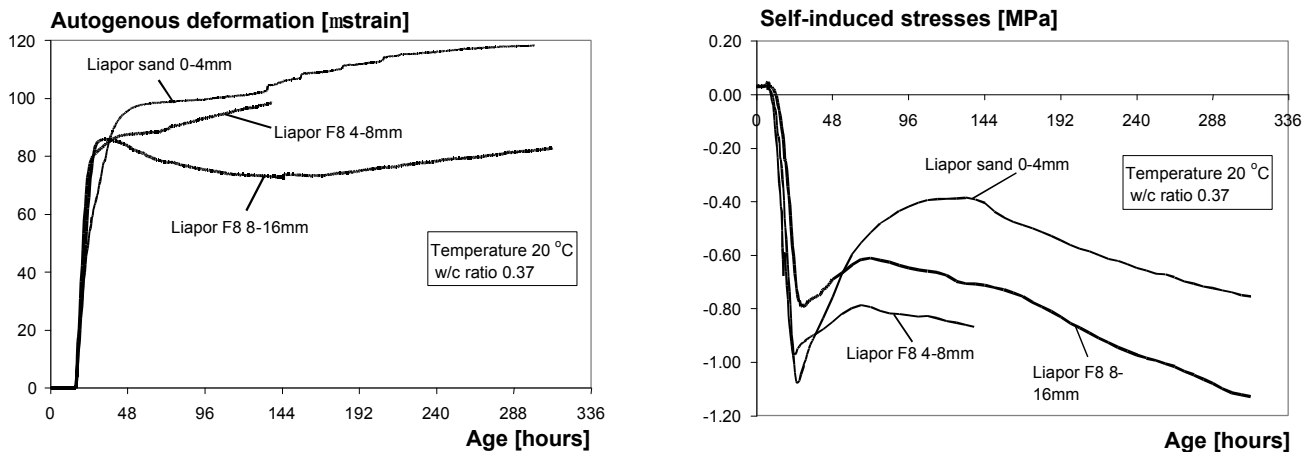 Autogenous deformation [mstrain]
120
100
80
60
40
20
0
Liapor sand 0-4mm
Liapor F8 4-8mm
Liapor F8 8-16mm
Temperature 20 °C
w/c ratio 0.37
0 48 96 144 192 240 288 336
Age [hours]
Self-induced stresses [MPa]
0.20
0.00
-0.20
-0.40
-0.60
-0.80
-1.00
-1.20
0 48 96 144 192 240 288 336
Liapor sand 0-4mm
Temperature 20 °C
w/c ratio 0.37
Liapor F8 4-8mm
Liapor F8 8-
16mm
Age [hours]